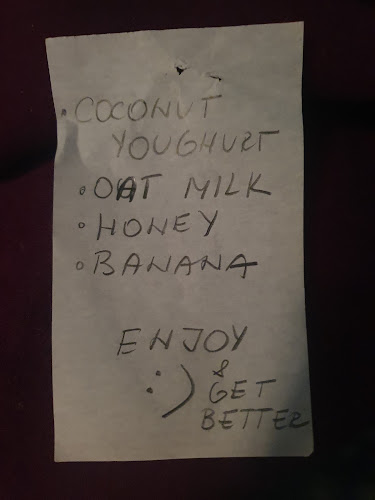 • COCONUT
YOUGHURT
• OAT MILK
• HONEY
• BANANA
ENJOY
:) & GET
BETTER